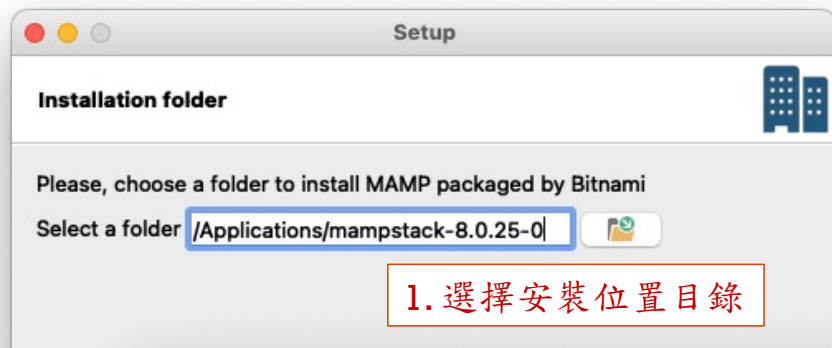 Setup
Installation folder
Please, choose a folder to install MAMP packaged by Bitnami
Select a folder /Applications/mampstack-8.0.25-0
1.選擇安裝位置目錄